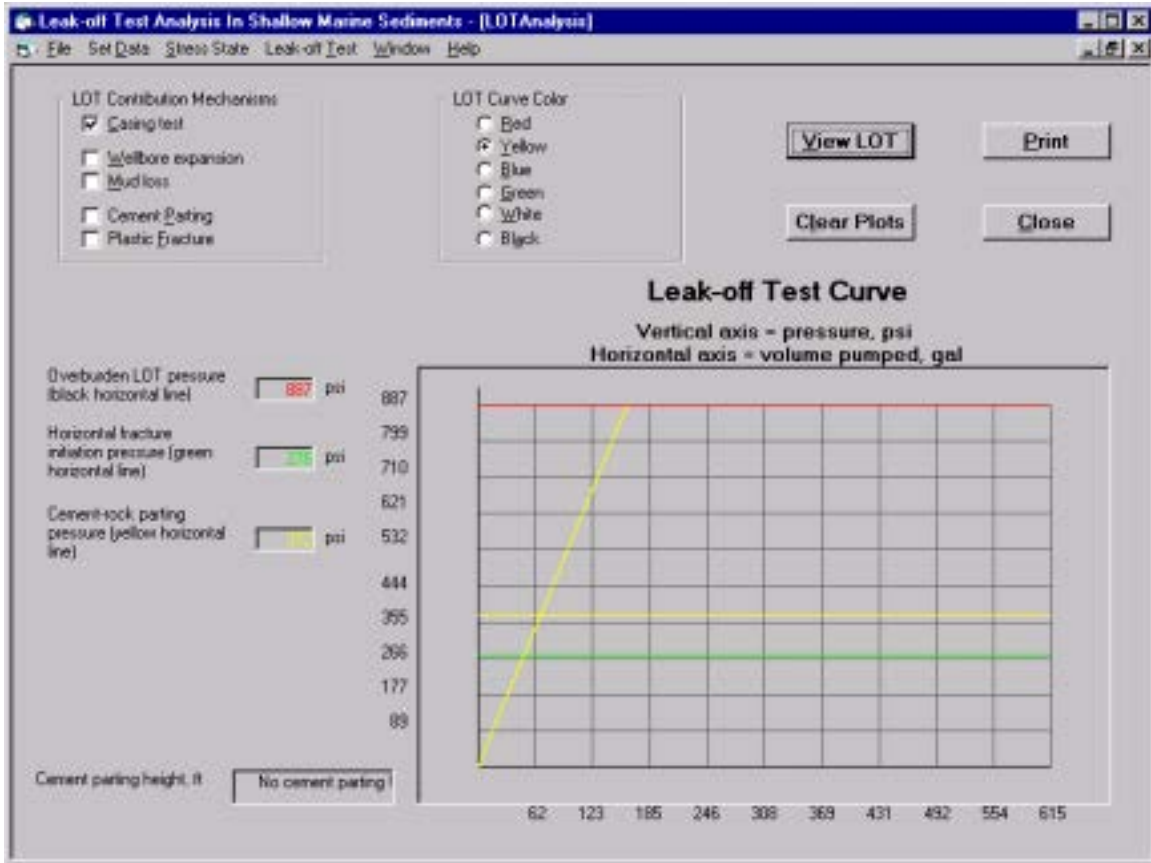 Leak-off Test Analysis In Shallow Marine Sediments - [LOTAnalysis]
File Set Data Stress State Leak-off Test Window Help
LOT Contribution Mechanisms
Casing test
Wellbore expansion
Mud loss
Cement Parting
Plastic Fracture
LOT Curve Color
Red
Yellow
Blue
Green
White
Black
View LOT
Print
Clear Plots
Close
Leak-off Test Curve
Vertical axis = pressure, psi
Horizontal axis = volume pumped, gal
Overburden LOT pressure
(black horizontal line)
887 psi
Horizontal fracture
initiation pressure (green
horizontal line)
psi
Cement-rock parting
pressure (yellow horizontal
line)
psi
887
799
710
621
532
444
355
266
177
89
Cement parting height, ft
No cement parting !
62 123 185 246 308 369 431 492 554 615